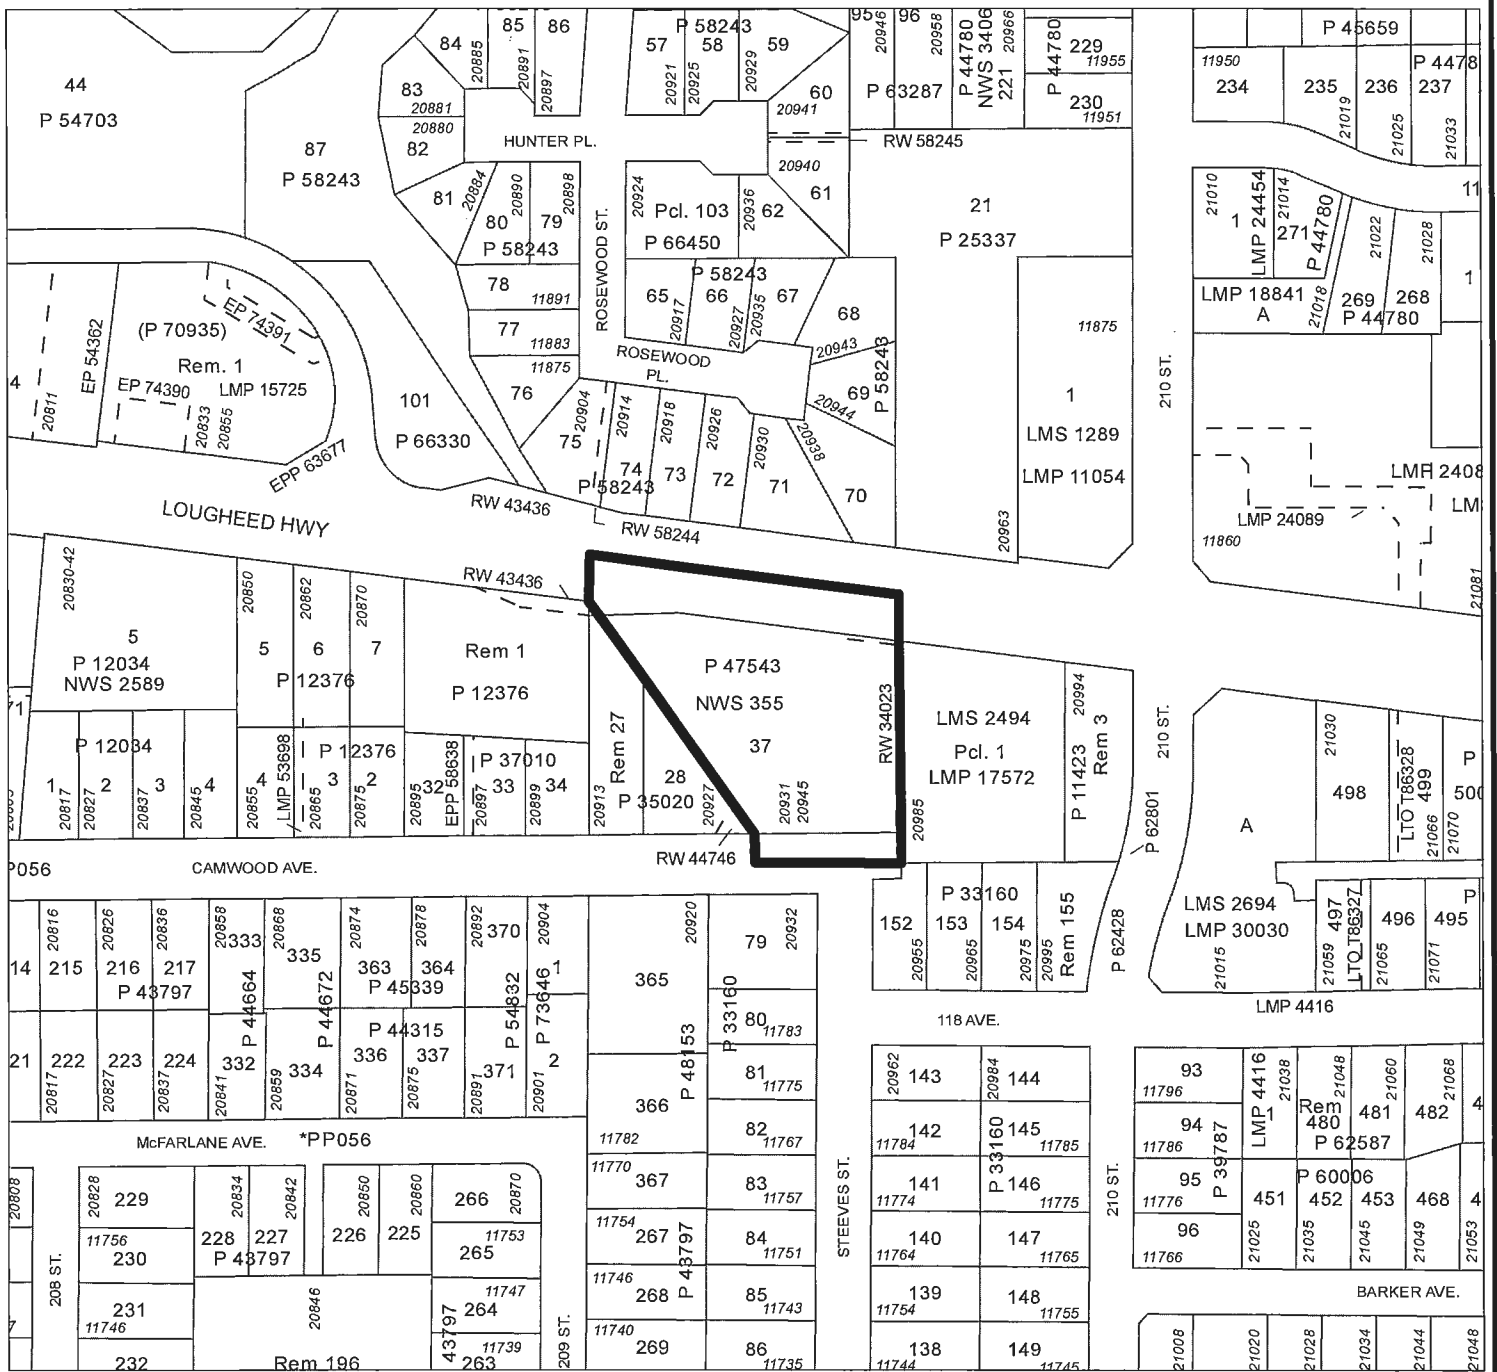 44
P 54703
87
P 58243
84
20885
85
20891
86
20897
83
20881
20880
82
81
20884
20890
80
79
20898
P 58243
HUNTER PL.
ROSEWOOD ST.
P 58243
57
58
59
20921
20925
20929
60
20941
20940
61
RW 58245
20924
Pcl. 103
P 66450
20936
62
95
20946
96
20958
P 63287
P 44780
NWS 3406
221
20966
P 44780
229
11955
230
11951
21
P 25337
P 45659
11950
234
235
21019
236
21025
P 4478
237
21033
11
21010
1
LMP 24454
21014
271
P 44780
21022
21028
LMP 18841
A
21018
269
268
P 44780
1
78
11891
77
11883
11875
76
P 58243
65
66
67
20917
20927
20935
68
20943
69
20944
P 58243
ROSEWOOD
PL.
75
20904
20914
74
P 58243
20918
73
20926
72
20930
71
20938
70
11875
1
LMS 1289
LMP 11054
20963
210 ST.
LMP 2408
LM
LMP 24089
11860
21081
4
20811
EP 54362
(P 70935)
EP 74391
Rem. 1
EP 74390
LMP 15725
20833
20855
EPP 63677
101
P 66330
LOUGHEED HWY
RW 43436
RW 58244
RW 43436
20830-42
5
P 12034
NWS 2589
20850
5
20862
6
20870
7
P 12376
Rem 1
P 12376
P 47543
NWS 355
37
RW 34023
20931
20945
Rem 27
20913
28
P 35020
20927
RW 44746
LMS 2494
Pcl. 1
LMP 17572
20985
20994
P 11423
Rem 3
210 ST.
P 62801
71
P 12034
1
20817
2
20827
3
20837
4
20845
4
20855
LMP 53698
P 12376
3
20865
2
20875
20895
32
EPP 58638
P 37010
33
20897
34
20899
A
21030
498
LTO T86328
499
21066
P
500
21070
P056
CAMWOOD AVE.
14
20816
215
20826
216
20836
217
P 43797
20858
333
20868
335
P 44664
P 44672
20874
363
20878
364
P 45339
20892
370
20904
1
P 54832
P 73646
365
20920
20932
79
P 33160
80
11783
P 33160
152
20955
153
20965
154
20975
20995
Rem 155
P 62428
LMS 2694
LMP 30030
21015
497
21059
LTO T86327
21065
496
21071
495
P
LMP 4416
118 AVE.
21
222
20817
223
20827
224
20837
332
20841
334
20859
P 44315
336
20871
337
20875
371
20891
2
20901
366
11782
P 48153
81
11775
82
11767
20962
143
20984
144
142
11784
P 33160
145
11785
93
11796
94
11786
P 39787
LMP 4416
1
21038
Rem
480
21048
P 62587
481
21060
482
21068
4
McFARLANE AVE.
*PP056
20808
208 ST.
20828
229
11756
230
231
11746
232
20834
228
20842
227
P 43797
20850
226
20860
225
20846
Rem 196
266
20870
11753
265
11747
264
11739
263
43797
209 ST.
11770
367
11754
267
P 43797
11746
268
11740
269
83
11757
84
11751
85
11743
86
11735
STEEVES ST.
141
11774
140
11764
139
11754
138
11744
146
11775
147
11765
148
11755
149
11745
210 ST.
95
11776
96
11766
P 60006
451
21025
452
21035
453
21045
468
21049
4
21053
BARKER AVE.
21008
21020
21028
21034
21044
21048